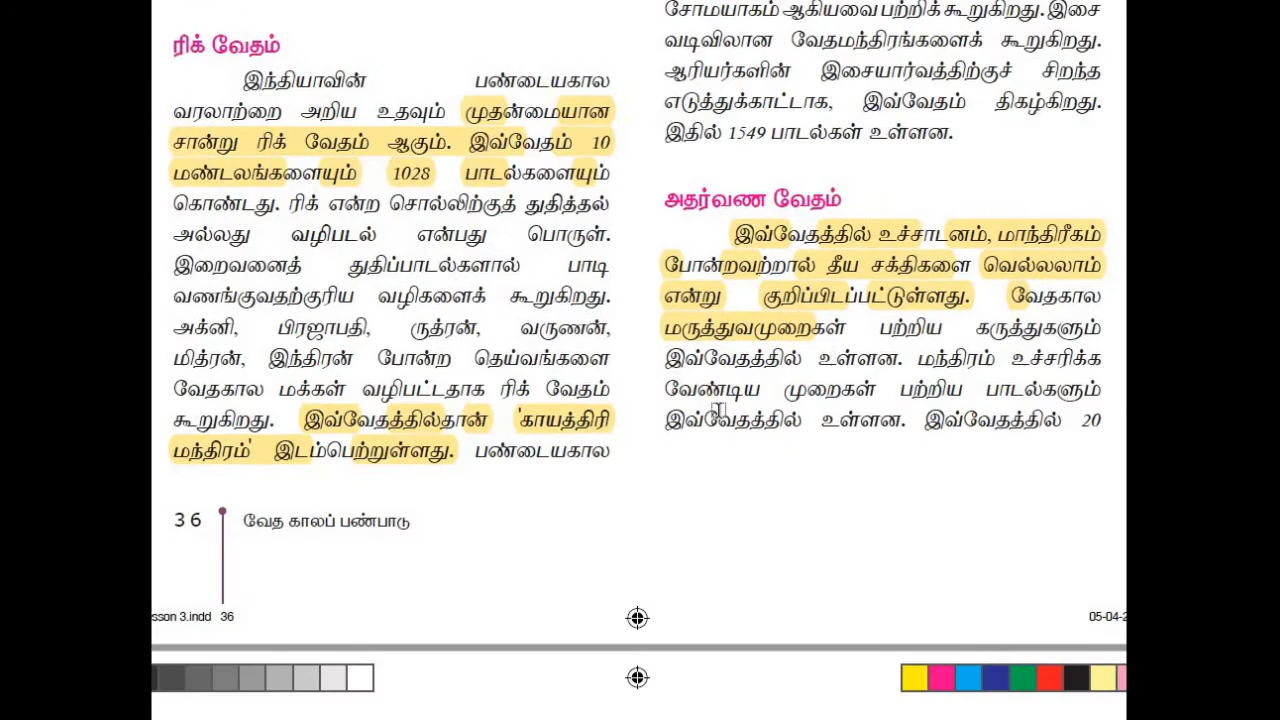 ரிக் வேதம்
இந்தியாவின் பண்டையகால
வரலாற்றை அறிய உதவும் முதன்மையான
சான்று ரிக் வேதம் ஆகும். இவ்வேதம் 10
மண்டலங்களையும் 1028 பாடல்களையும்
கொண்டது. ரிக் என்ற சொல்லிற்குத் துதித்தல்
அல்லது வழிபடல் என்பது பொருள்.
இறைவனைத் துதிப்பாடல்களால் பாடி
வணங்குவதற்குரிய வழிகளைக் கூறுகிறது.
அக்னி, பிரஜாபதி, ருத்ரன், வருணன்,
மித்ரன், இந்திரன் போன்ற தெய்வங்களை
வேதகால மக்கள் வழிபட்டதாக ரிக் வேதம்
கூறுகிறது. இவ்வேதத்தில்தான் 'காயத்திரி
மந்திரம்' இடம்பெற்றுள்ளது. பண்டையகால
சோமயாகம் ஆகியவை பற்றிக் கூறுகிறது. இசை
வடிவிலான வேதமந்திரங்களைக் கூறுகிறது.
ஆரியர்களின் இசையார்வத்திற்குச் சிறந்த
எடுத்துக்காட்டாக, இவ்வேதம் திகழ்கிறது.
இதில் 1549 பாடல்கள் உள்ளன.
அதர்வண வேதம்
இவ்வேதத்தில் உச்சாடனம், மாந்திரீகம்
போன்றவற்றால் தீய சக்திகளை வெல்லலாம்
என்று குறிப்பிடப்பட்டுள்ளது. வேதகால
மருத்துவமுறைகள் பற்றிய கருத்துகளும்
இவ்வேதத்தில் உள்ளன. மந்திரம் உச்சரிக்க
வேண்டிய முறைகள் பற்றிய பாடல்களும்
இவ்வேதத்தில் உள்ளன. இவ்வேதத்தில் 20
36 வேத காலப் பண்பாடு
sson 3.indd 36
05-04-2